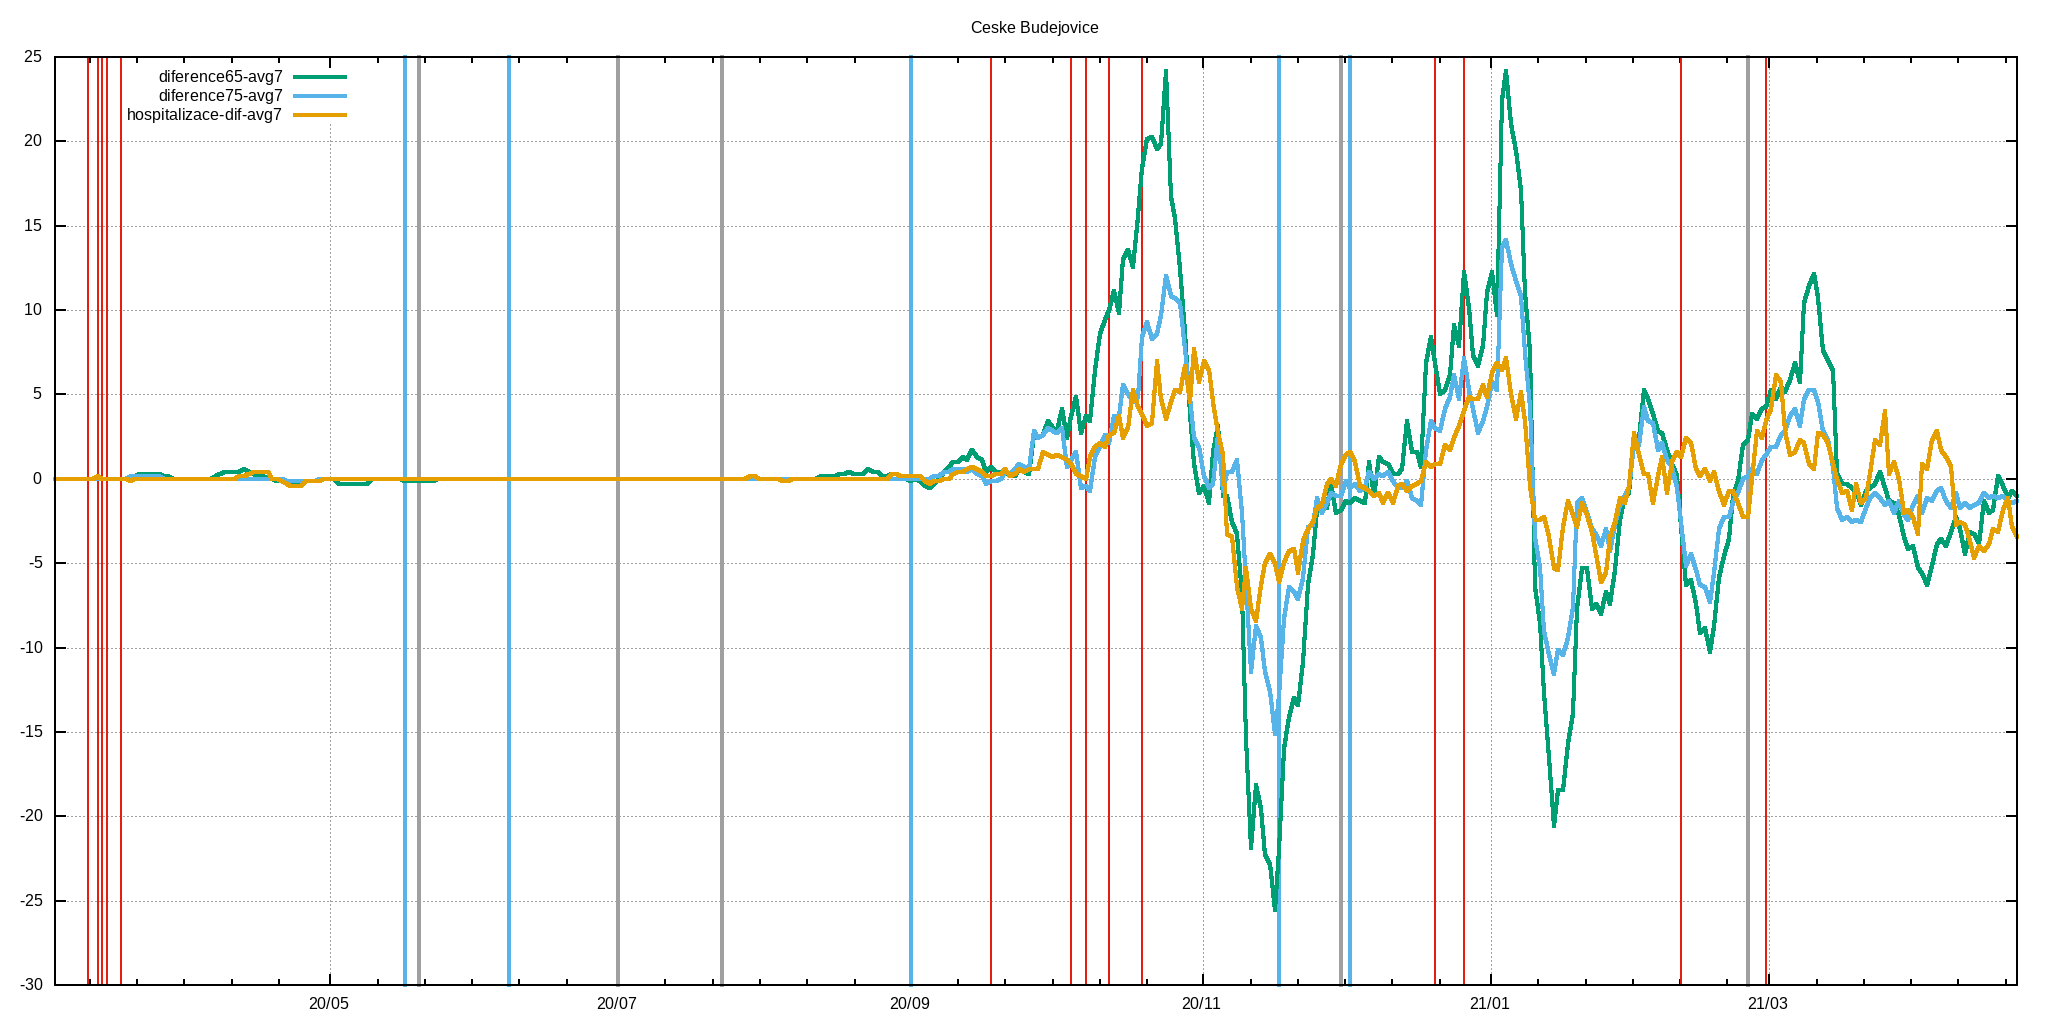 Ceske Budejovice
diference65-avg7
diference75-avg7
hospitalizace-dif-avg7
25
20
15
10
5
0
-5
-10
-15
-20
-25
-30
20/05 20/07 20/09 20/11 21/01 21/03